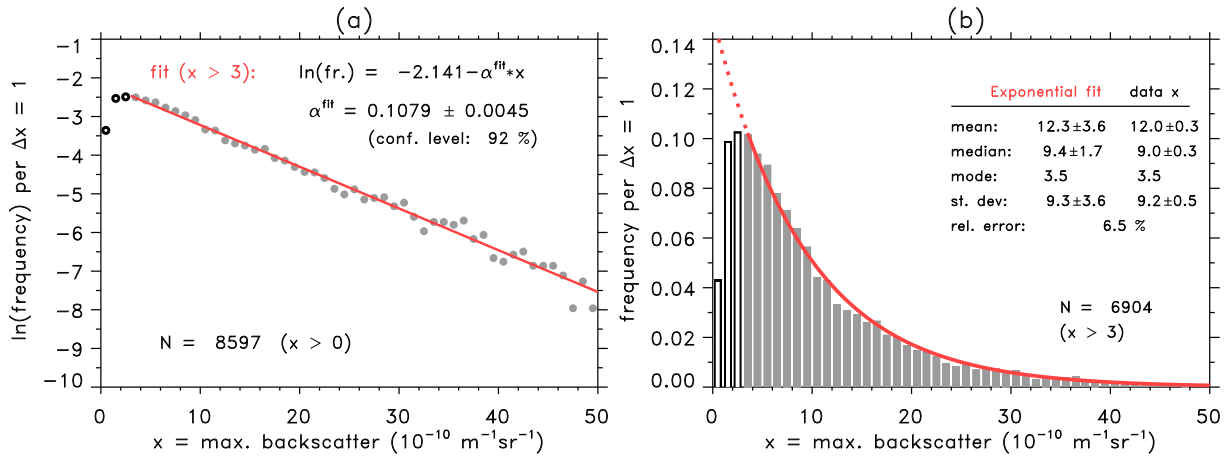 (a)
ln(frequency) per Δx = 1
-1
-2
-3
-4
-5
-6
-7
-8
-9
-10
fit (x > 3): ln(fr.) = -2.141-α^fit*x
α^fit = 0.1079 ± 0.0045
(conf. level: 92 %)
N = 8597 (x > 0)
0 10 20 30 40 50
x = max. backscatter (10⁻¹⁰ m⁻¹sr⁻¹)
(b)
frequency per Δx = 1
0.14
0.12
0.10
0.08
0.06
0.04
0.02
0.00
Exponential fit data x
mean: 12.3±3.6 12.0±0.3
median: 9.4±1.7 9.0±0.3
mode: 3.5 3.5
st. dev: 9.3±3.6 9.2±0.5
rel. error: 6.5 %
N = 6904
(x > 3)
0 10 20 30 40 50
x = max. backscatter (10⁻¹⁰ m⁻¹sr⁻¹)